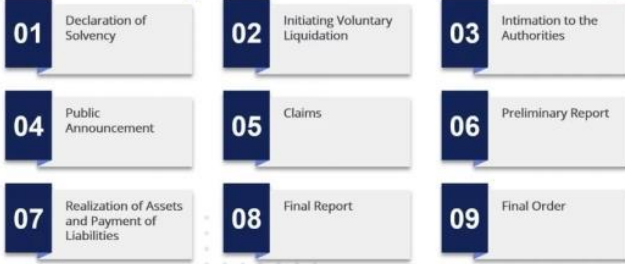 01
Declaration of
Solvency
02
Initiating Voluntary
Liquidation
03
Intimation to the
Authorities
04
Public
Announcement
05
Claims
06
Preliminary Report
07
Realization of Assets
and Payment of
Liabilities
08
Final Report
09
Final Order